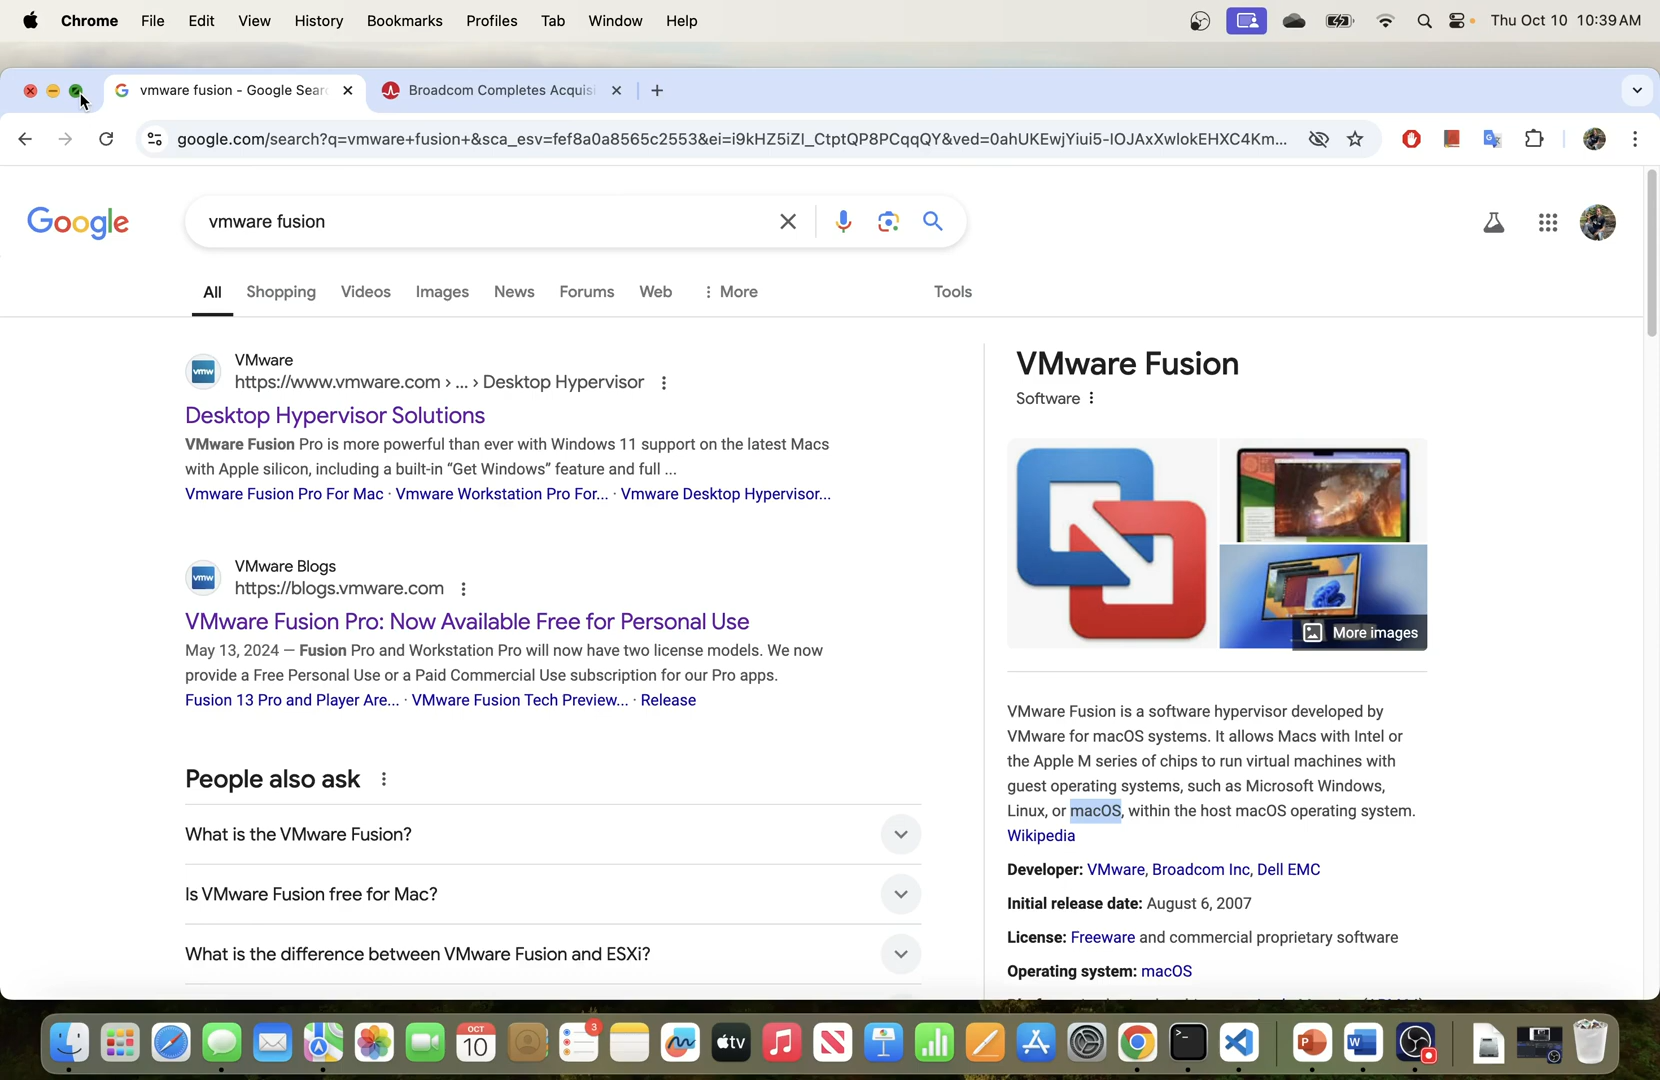 Chrome File Edit View History Bookmarks Profiles Tab Window Help Thu Oct 10 10:39 AM
vmware fusion - Google Sear Broadcom Completes Acquisi
google.com/search?q=vmware+fusion+&sca_esv=fef8a0a8565c2553&ei=i9kHZ5iZI_CtptQP8PCqqQY&ved=0ahUKEwjYiui5-IOJAxXwlokEHXC4Km...
Google vmware fusion
All Shopping Videos Images News Forums Web More Tools
VMware
https://www.vmware.com › ... › Desktop Hypervisor
Desktop Hypervisor Solutions
VMware Fusion Pro is more powerful than ever with Windows 11 support on the latest Macs
with Apple silicon, including a built-in “Get Windows” feature and full ...
Vmware Fusion Pro For Mac · Vmware Workstation Pro For... · Vmware Desktop Hypervisor...
VMware Blogs
https://blogs.vmware.com
VMware Fusion Pro: Now Available Free for Personal Use
May 13, 2024 — Fusion Pro and Workstation Pro will now have two license models. We now
provide a Free Personal Use or a Paid Commercial Use subscription for our Pro apps.
Fusion 13 Pro and Player Are... · VMware Fusion Tech Preview... · Release
People also ask
What is the VMware Fusion?
Is VMware Fusion free for Mac?
What is the difference between VMware Fusion and ESXi?
VMware Fusion
Software
More images
VMware Fusion is a software hypervisor developed by
VMware for macOS systems. It allows Macs with Intel or
the Apple M series of chips to run virtual machines with
guest operating systems, such as Microsoft Windows,
Linux, or macOS, within the host macOS operating system.
Wikipedia
Developer: VMware, Broadcom Inc, Dell EMC
Initial release date: August 6, 2007
License: Freeware and commercial proprietary software
Operating system: macOS
OCT
10
3
tv
P
W